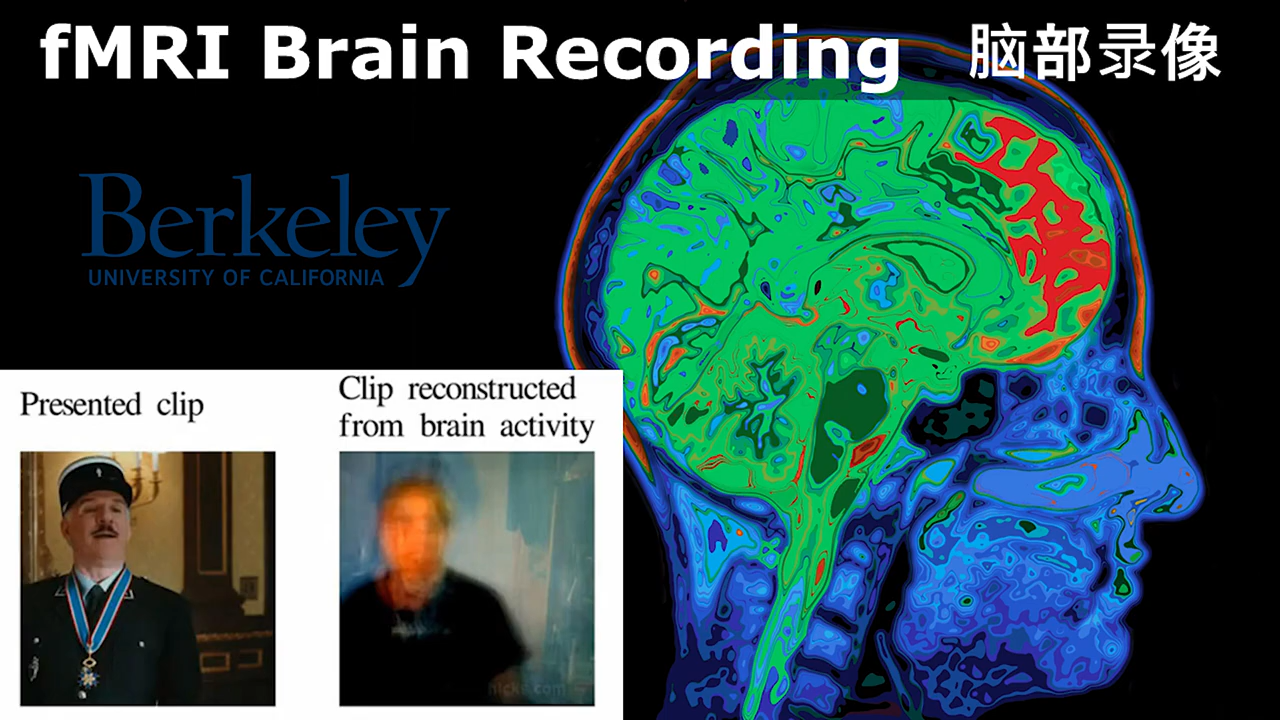 fMRI Brain Recording 脑部录像
Berkeley
UNIVERSITY OF CALIFORNIA
Presented clip
Clip reconstructed
from brain activity